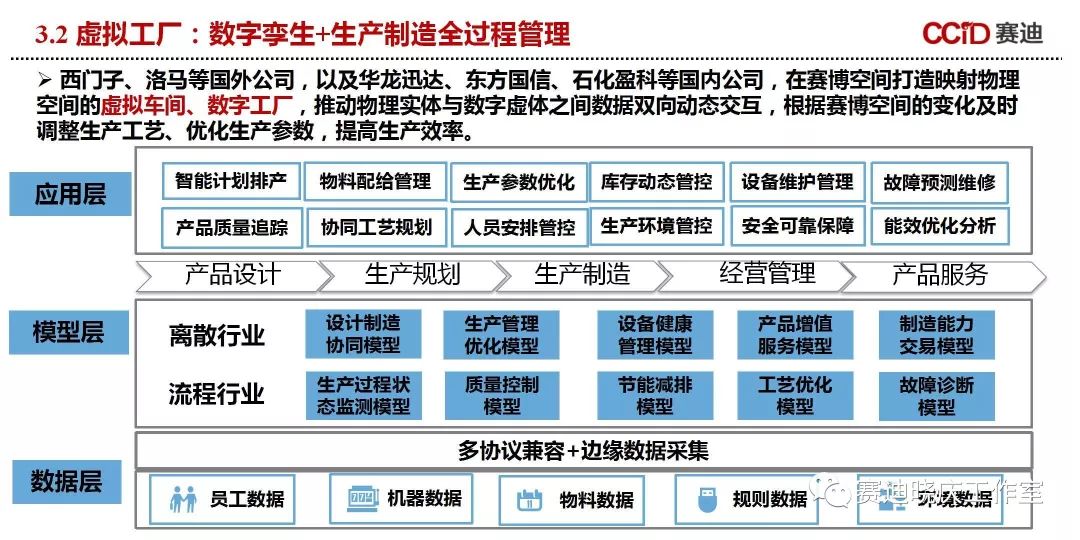 3.2 虚拟工厂：数字孪生+生产制造全过程管理
CCID 赛迪
➢ 西门子、洛马等国外公司，以及华龙迅达、东方国信、石化盈科等国内公司，在赛博空间打造映射物理
空间的虚拟车间、数字工厂，推动物理实体与数字虚体之间数据双向动态交互，根据赛博空间的变化及时
调整生产工艺、优化生产参数，提高生产效率。
应用层
智能计划排产 物料配给管理 生产参数优化 库存动态管控 设备维护管理 故障预测维修
产品质量追踪 协同工艺规划 人员安排管控 生产环境管控 安全可靠保障 能效优化分析
产品设计 生产规划 生产制造 经营管理 产品服务
模型层
离散行业
设计制造
协同模型
生产管理
优化模型
设备健康
管理模型
产品增值
服务模型
制造能力
交易模型
流程行业
生产过程状
态监测模型
质量控制
模型
节能减排
模型
工艺优化
模型
故障诊断
模型
数据层
多协议兼容+边缘数据采集
员工数据 机器数据 物料数据 规则数据 环境数据
赛迪晓庆工作室